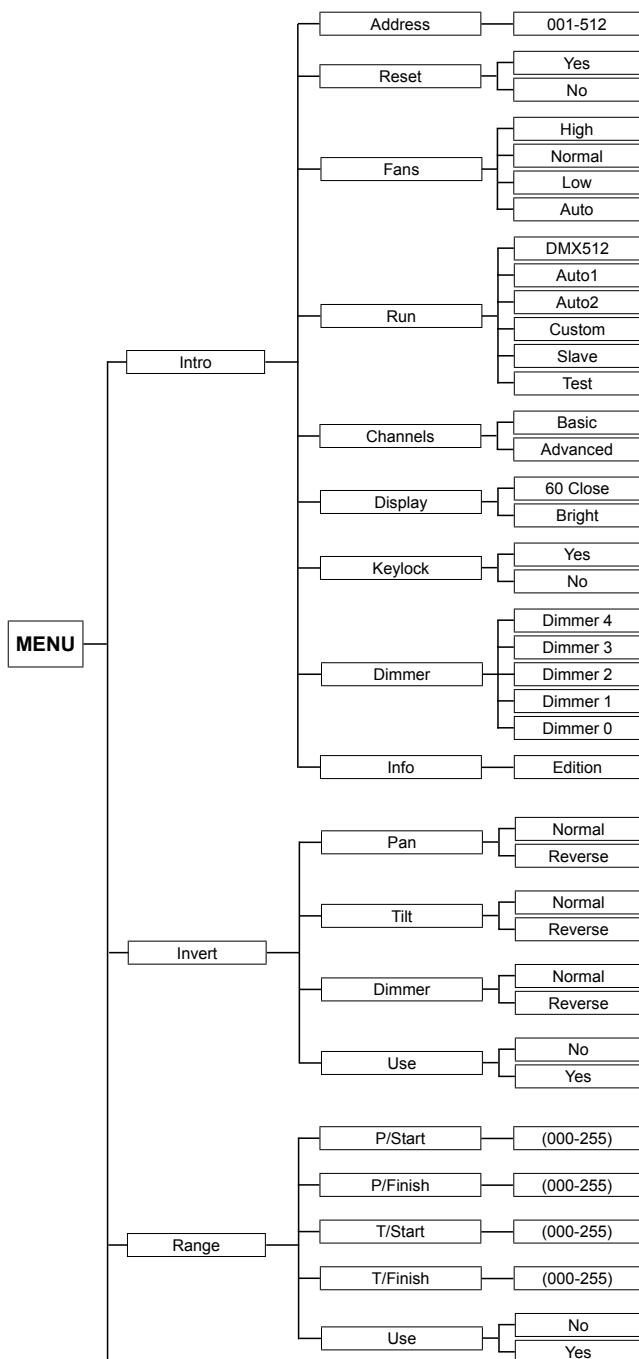 MENU
Intro
Address
001-512
Reset
Yes
No
Fans
High
Normal
Low
Auto
Run
DMX512
Auto1
Auto2
Custom
Slave
Test
Channels
Basic
Advanced
Display
60 Close
Bright
Keylock
Yes
No
Dimmer
Dimmer 4
Dimmer 3
Dimmer 2
Dimmer 1
Dimmer 0
Info
Edition
Invert
Pan
Normal
Reverse
Tilt
Normal
Reverse
Dimmer
Normal
Reverse
Use
No
Yes
Range
P/Start
(000-255)
P/Finish
(000-255)
T/Start
(000-255)
T/Finish
(000-255)
Use
No
Yes